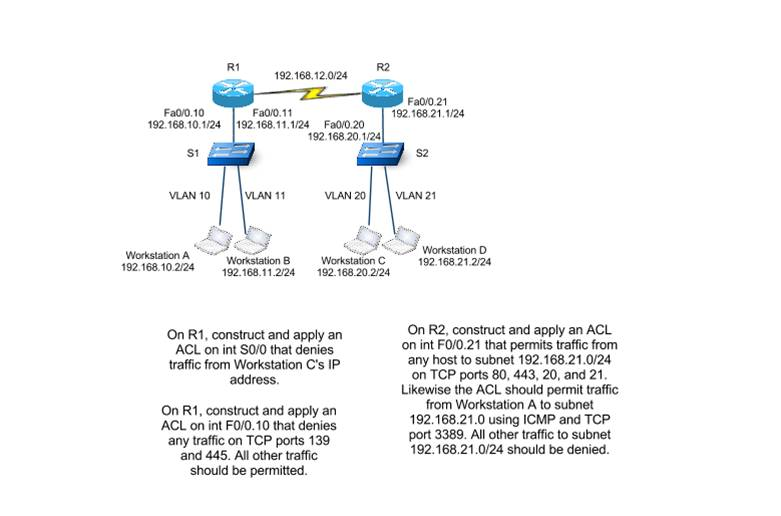 R1
R2
192.168.12.0/24
Fa0/0.10
192.168.10.1/24
Fa0/0.11
192.168.11.1/24
Fa0/0.20
192.168.20.1/24
Fa0/0.21
192.168.21.1/24
S1
S2
VLAN 10
VLAN 11
VLAN 20
VLAN 21
Workstation A
192.168.10.2/24
Workstation B
192.168.11.2/24
Workstation C
192.168.20.2/24
Workstation D
192.168.21.2/24
On R1, construct and apply an
ACL on int S0/0 that denies
traffic from Workstation C's IP
address.
On R1, construct and apply an
ACL on int F0/0.10 that denies
any traffic on TCP ports 139
and 445. All other traffic
should be permitted.
On R2, construct and apply an ACL
on int F0/0.21 that permits traffic from
any host to subnet 192.168.21.0/24
on TCP ports 80, 443, 20, and 21.
Likewise the ACL should permit traffic
from Workstation A to subnet
192.168.21.0 using ICMP and TCP
port 3389. All other traffic to subnet
192.168.21.0/24 should be denied.